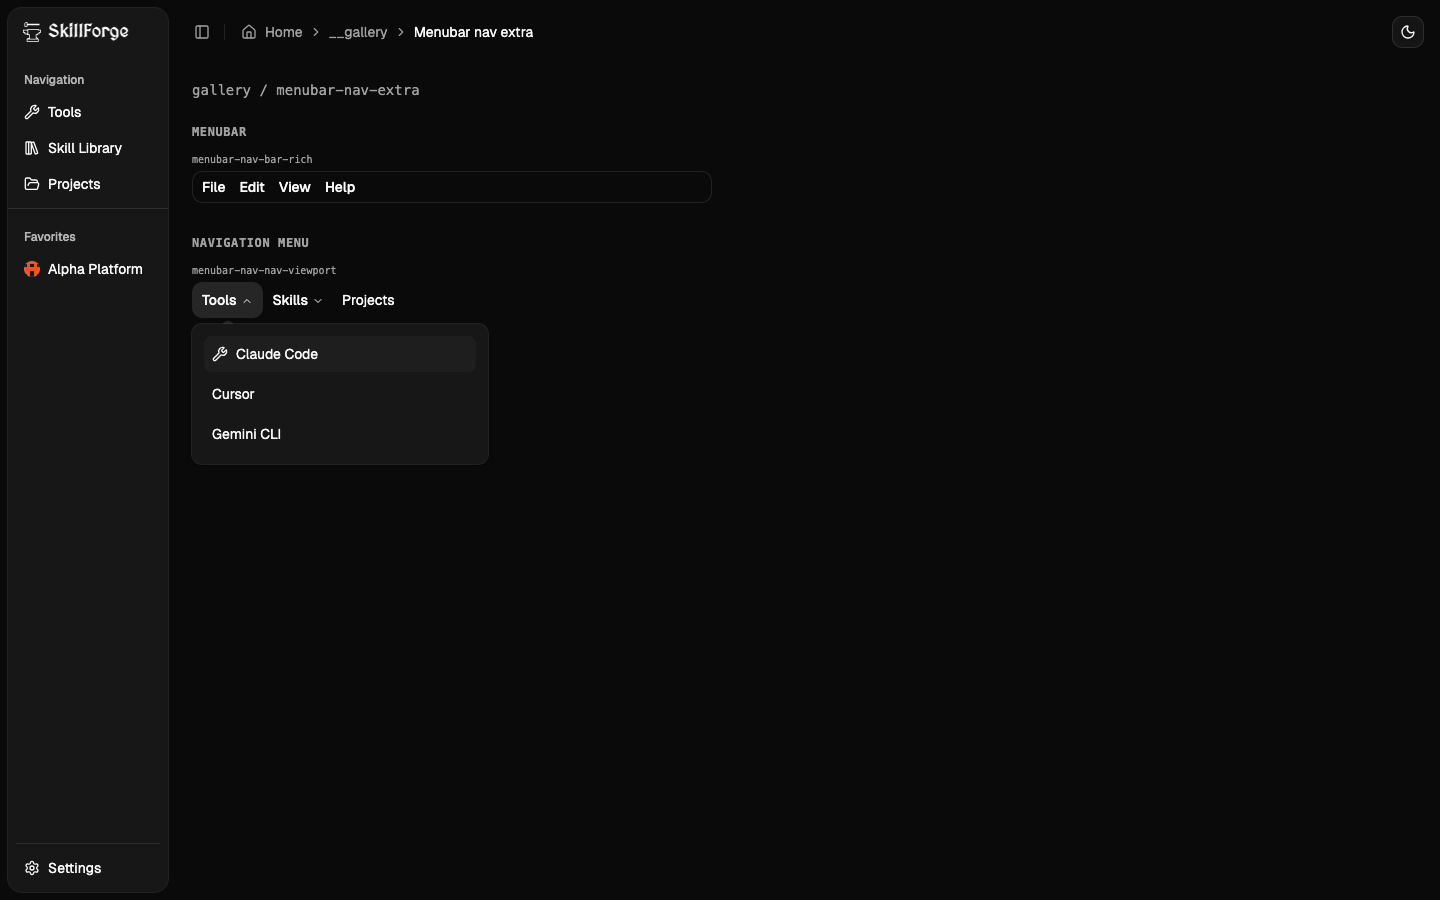 SkillForge
Navigation
Tools
Skill Library
Projects
Favorites
Alpha Platform
Settings
Home > __gallery > Menubar nav extra
gallery / menubar-nav-extra
MENUBAR
menubar-nav-bar-rich
File Edit View Help
NAVIGATION MENU
menubar-nav-nav-viewport
Tools Skills Projects
Claude Code
Cursor
Gemini CLI